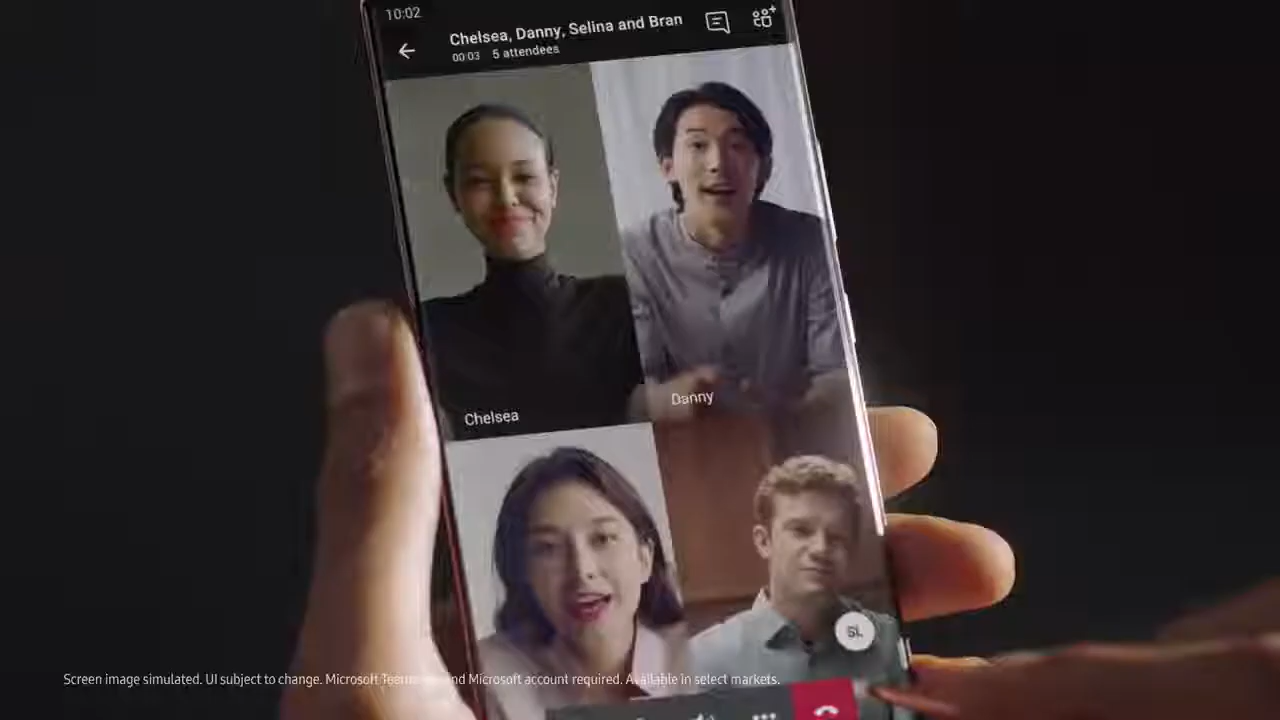 10:02
Chelsea, Danny, Selina and Bran
00:03 5 attendees
Chelsea
Danny
SL
Screen image simulated. UI subject to change. Microsoft and Microsoft account required. Available in select markets.